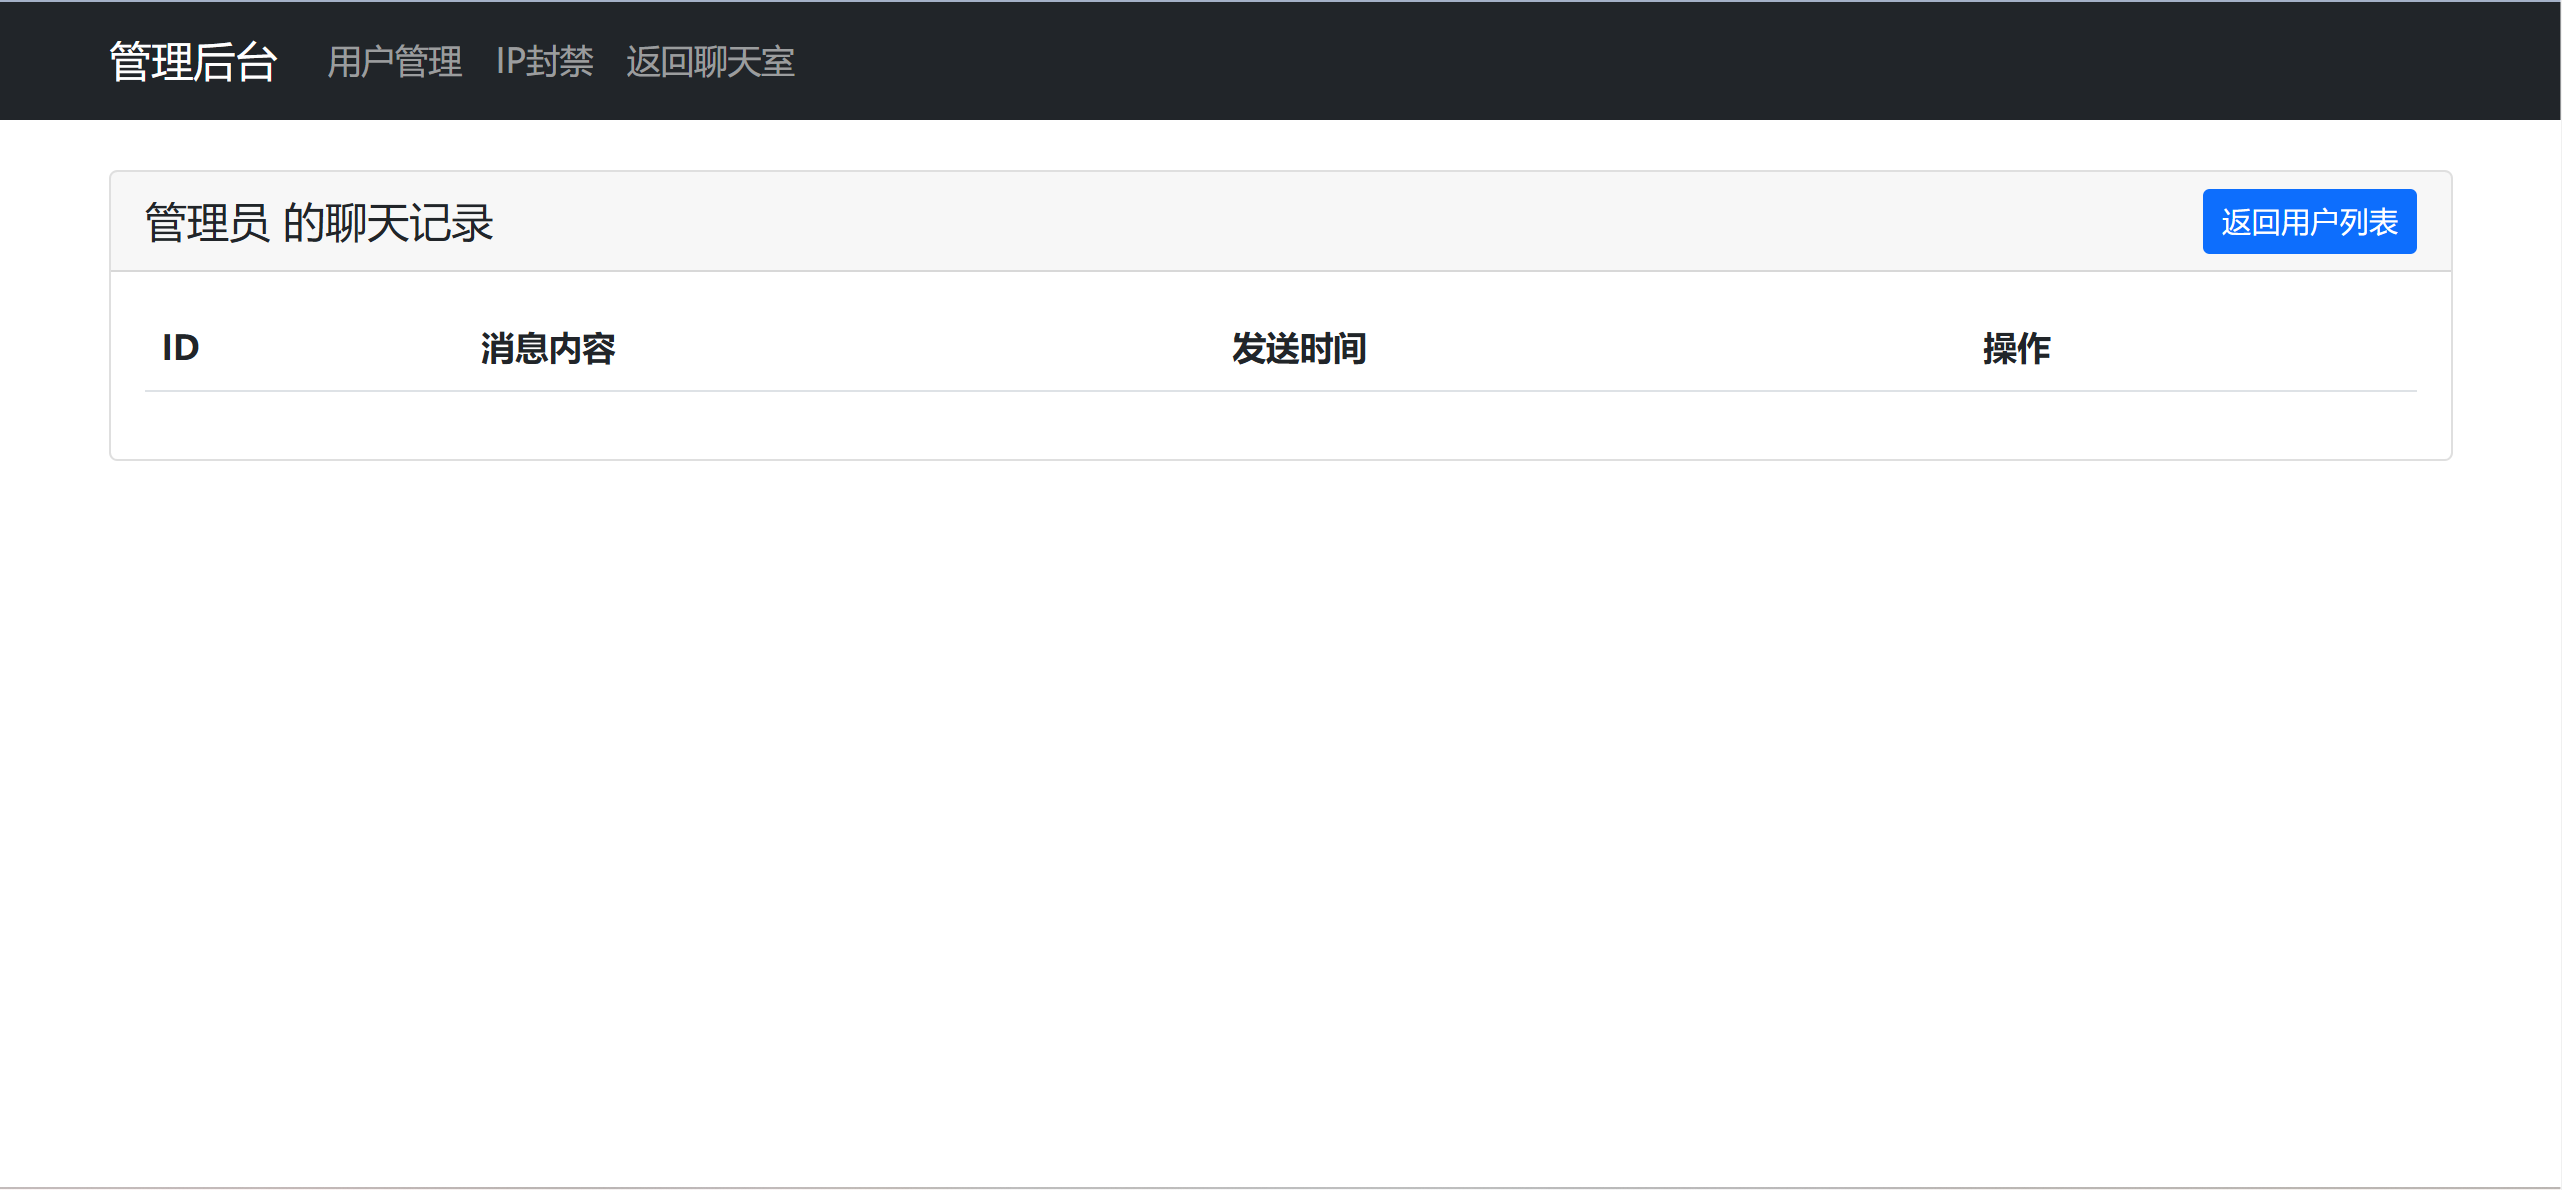 管理后台 用户管理 IP封禁 返回聊天室
管理员 的聊天记录 返回用户列表
ID 消息内容 发送时间 操作